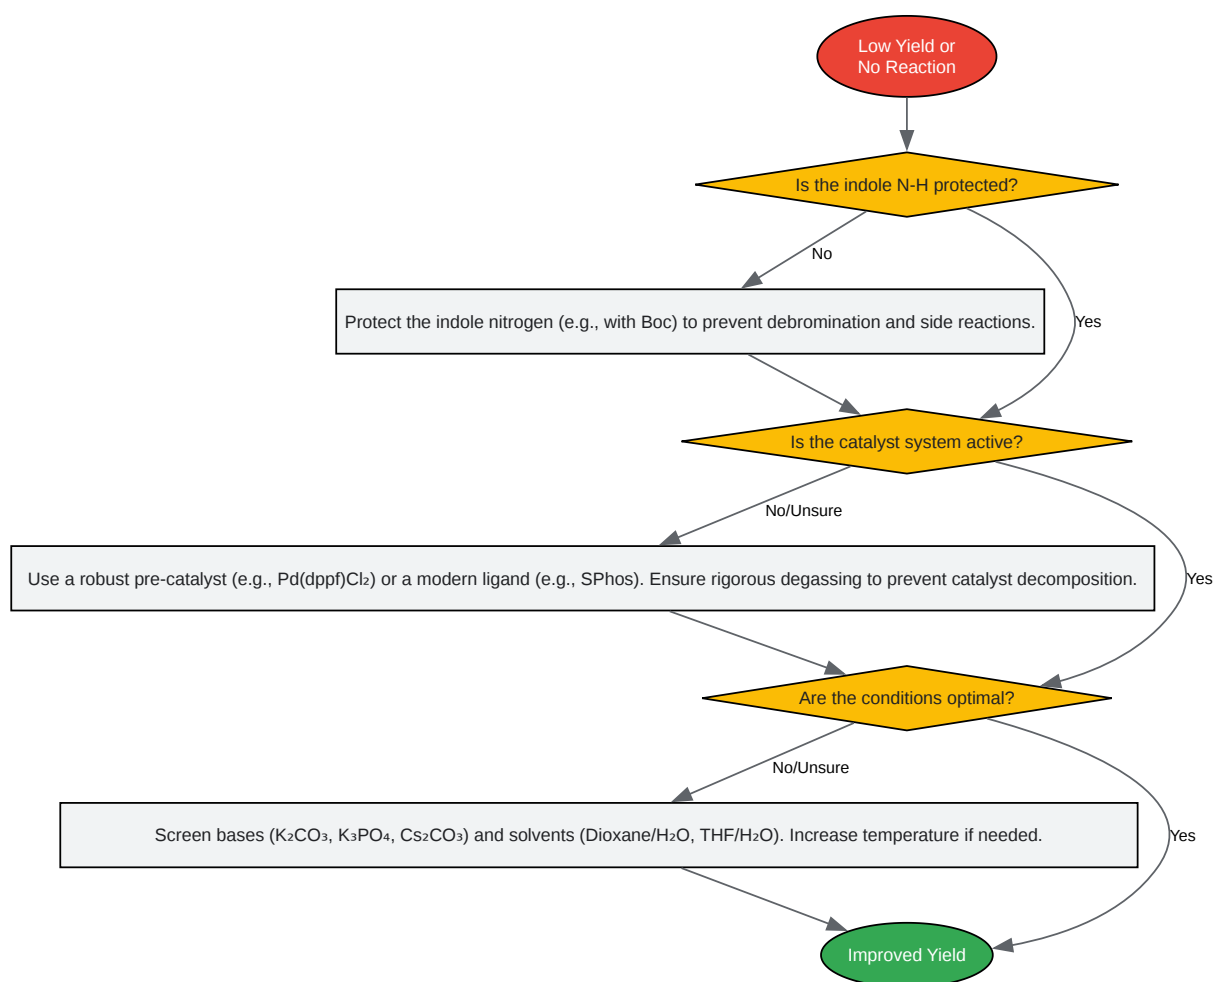 Low Yield or
No Reaction
Is the indole N-H protected?
No
Protect the indole nitrogen (e.g., with Boc) to prevent debromination and side reactions.
Yes
Is the catalyst system active?
No/Unsure
Use a robust pre-catalyst (e.g., Pd(dppf)Cl₂) or a modern ligand (e.g., SPhos). Ensure rigorous degassing to prevent catalyst decomposition.
Yes
Are the conditions optimal?
No/Unsure
Screen bases (K₂CO₃, K₃PO₄, Cs₂CO₃) and solvents (Dioxane/H₂O, THF/H₂O). Increase temperature if needed.
Yes
Improved Yield